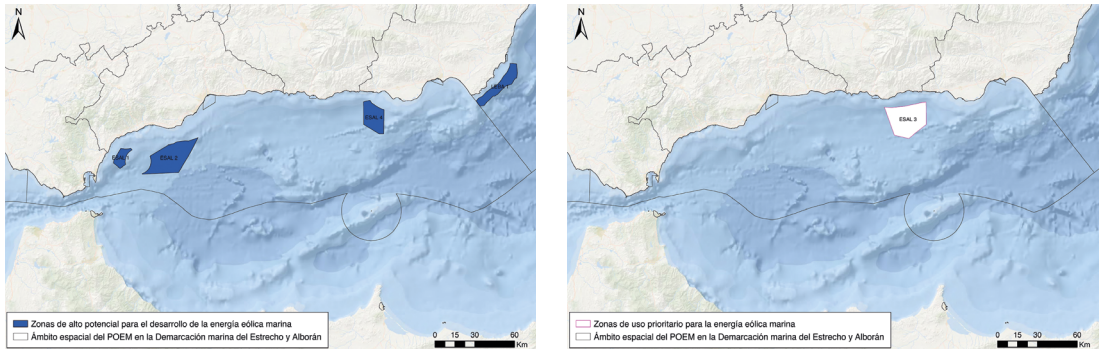 N
ESAL 1
ESAL 2
ESAL 4
LEBA 1
Zonas de alto potencial para el desarrollo de la energía eólica marina
Ámbito espacial del POEM en la Demarcación marina del Estrecho y Alborán
0 15 30 60
Km
N
ESAL 3
Zonas de uso prioritario para la energía eólica marina
Ámbito espacial del POEM en la Demarcación marina del Estrecho y Alborán
0 15 30 60
Km